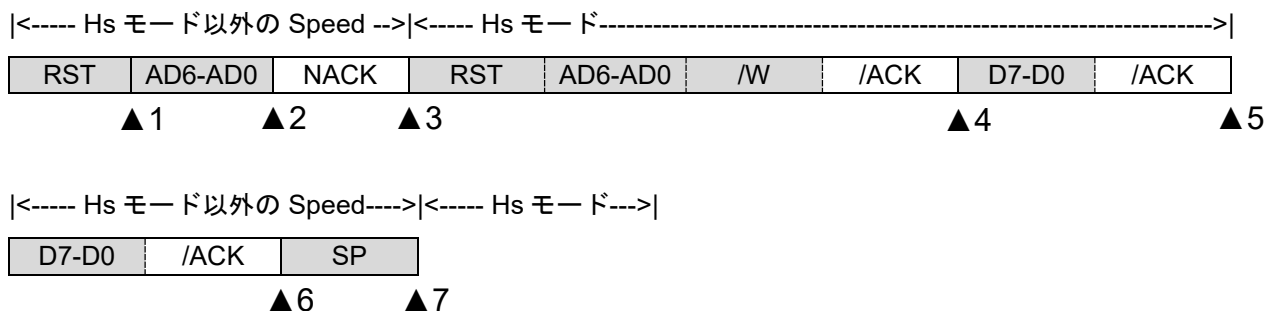 |<----- Hs モード以外の Speed -->|<----- Hs モード--------------------------------------------------------------------------->|
RST AD6-AD0 NACK RST AD6-AD0 /W /ACK D7-D0 /ACK
▲1 ▲2 ▲3 ▲4 ▲5
|<----- Hs モード以外の Speed---->|<----- Hs モード--->|
D7-D0 /ACK SP
▲6 ▲7